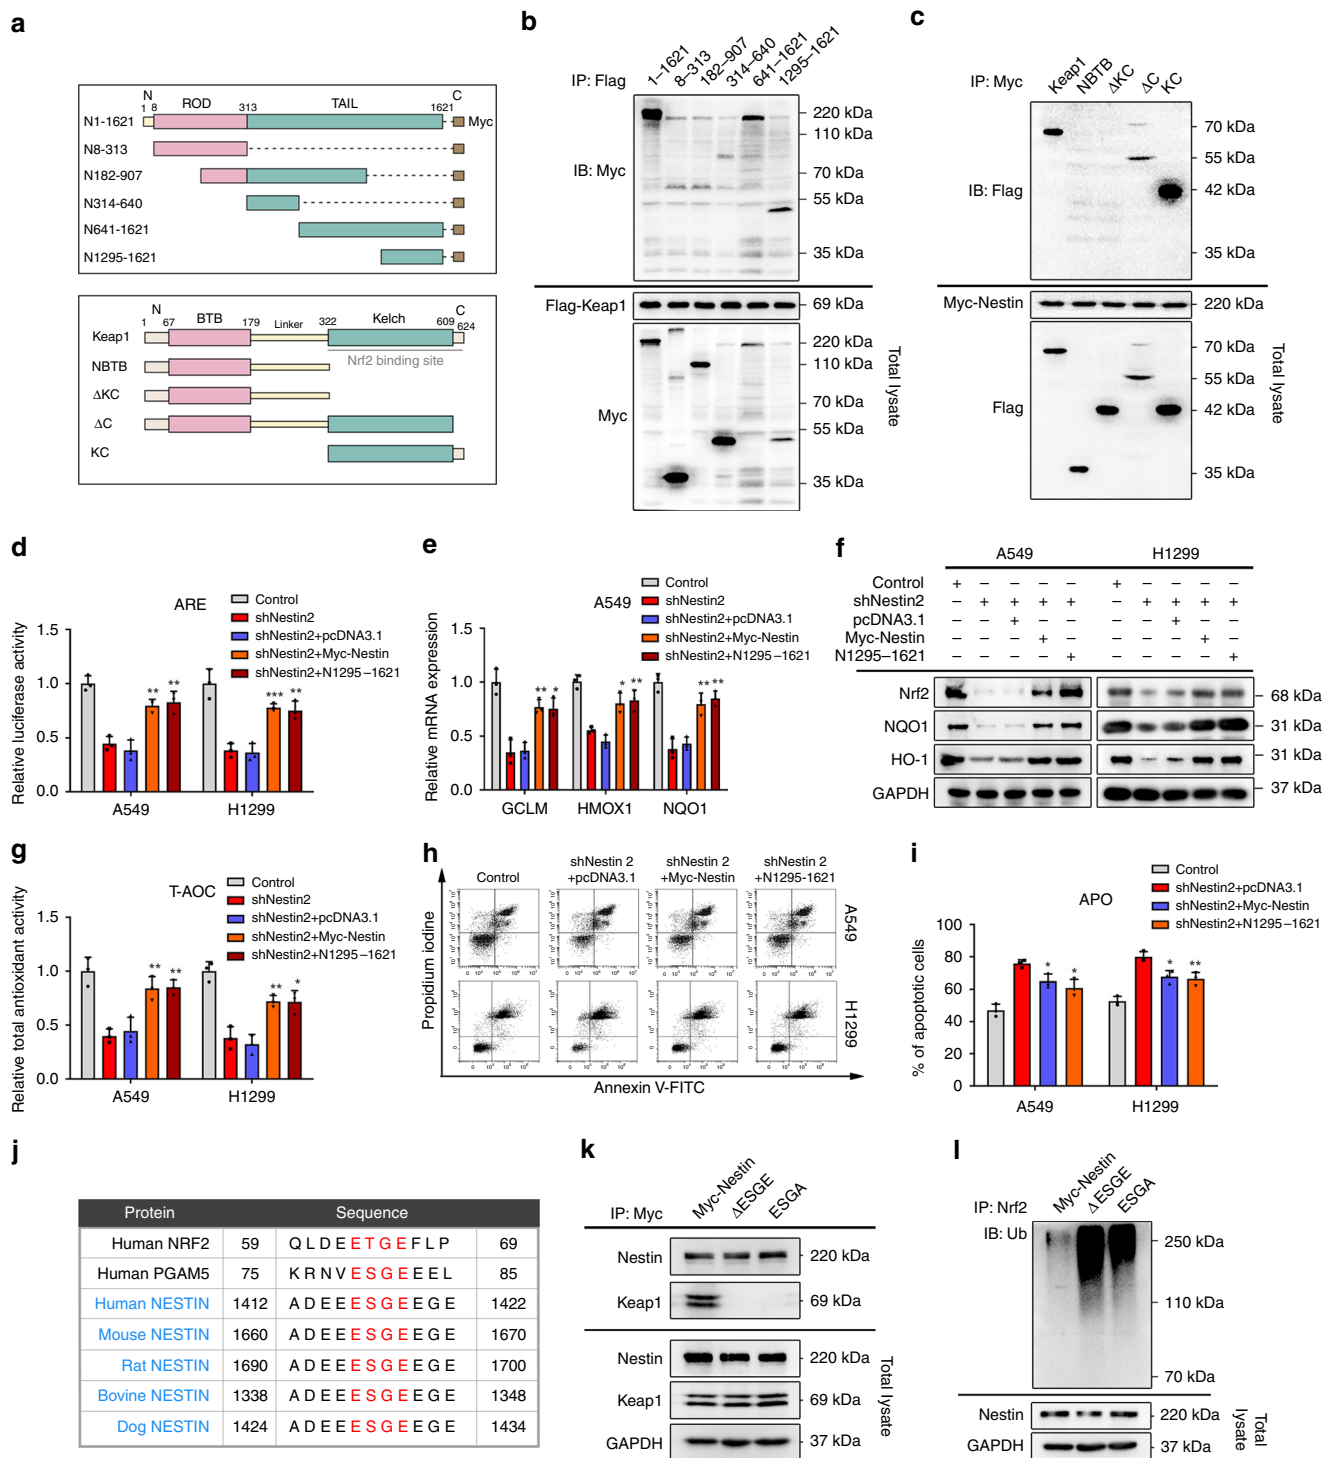 a
N C
1 8 ROD 313 TAIL 1621
N1-1621 Myc
N8-313
N182-907
N314-640
N641-1621
N1295-1621
N C
1 67 BTB 179 Linker 322 Kelch 609 624
Keap1
Nrf2 binding site
NBTB
ΔKC
ΔC
KC
b
IP: Flag
1–1621
8–313
182–907
314–640
641–1621
1295–1621
220 kDa
110 kDa
IB: Myc
70 kDa
55 kDa
35 kDa
Flag-Keap1 69 kDa
220 kDa
110 kDa
Myc
70 kDa
55 kDa
35 kDa
Total lysate
c
IP: Myc
Keap1
NBTB
ΔKC
ΔC
KC
70 kDa
55 kDa
IB: Flag 42 kDa
35 kDa
Myc-Nestin 220 kDa
70 kDa
55 kDa
Flag 42 kDa
35 kDa
Total lysate
d
ARE
Control
shNestin2
shNestin2+pcDNA3.1
shNestin2+Myc-Nestin
shNestin2+N1295–1621
Relative luciferase activity
1.5
1.0
0.5
0.0
** ** *** **
A549 H1299
e
A549
Control
shNestin2
shNestin2+pcDNA3.1
shNestin2+Myc-Nestin
shNestin2+N1295–1621
Relative mRNA expression
1.5
1.0
0.5
0.0
** * * ** ** **
GCLM HMOX1 NQO1
f
A549 H1299
Control + – – – – + – – – –
shNestin2 – + + + + – + + + +
pcDNA3.1 – – + – – – – + – –
Myc-Nestin – – – + – – – – + –
N1295–1621 – – – – + – – – – +
Nrf2 68 kDa
NQO1 31 kDa
HO-1 31 kDa
GAPDH 37 kDa
g
T-AOC
Control
shNestin2
shNestin2+pcDNA3.1
shNestin2+Myc-Nestin
shNestin2+N1295–1621
Relative total antioxidant activity
1.5
1.0
0.5
0.0
** ** ** *
A549 H1299
h
Control
shNestin 2 +pcDNA3.1
shNestin 2 +Myc-Nestin
shNestin 2 +N1295-1621
A549
H1299
Propidium iodine
Annexin V-FITC
i
APO
Control
shNestin2+pcDNA3.1
shNestin2+Myc-Nestin
shNestin2+N1295–1621
% of apoptotic cells
100
80
60
40
20
0
* * * **
A549 H1299
j
Protein Sequence
Human NRF2 59 Q L D E E T G E F L P 69
Human PGAM5 75 K R N V E S G E E E L 85
Human NESTIN 1412 A D E E E S G E E G E 1422
Mouse NESTIN 1660 A D E E E S G E E G E 1670
Rat NESTIN 1690 A D E E E S G E E G E 1700
Bovine NESTIN 1338 A D E E E S G E E G E 1348
Dog NESTIN 1424 A D E E E S G E E G E 1434
k
IP: Myc
Myc-Nestin
ΔESGE
ESGA
Nestin 220 kDa
Keap1 69 kDa
Nestin 220 kDa
Keap1 69 kDa
GAPDH 37 kDa
Total lysate
l
IP: Nrf2
Myc-Nestin
ΔESGE
ESGA
IB: Ub
250 kDa
110 kDa
70 kDa
Nestin 220 kDa
GAPDH 37 kDa
Total lysate